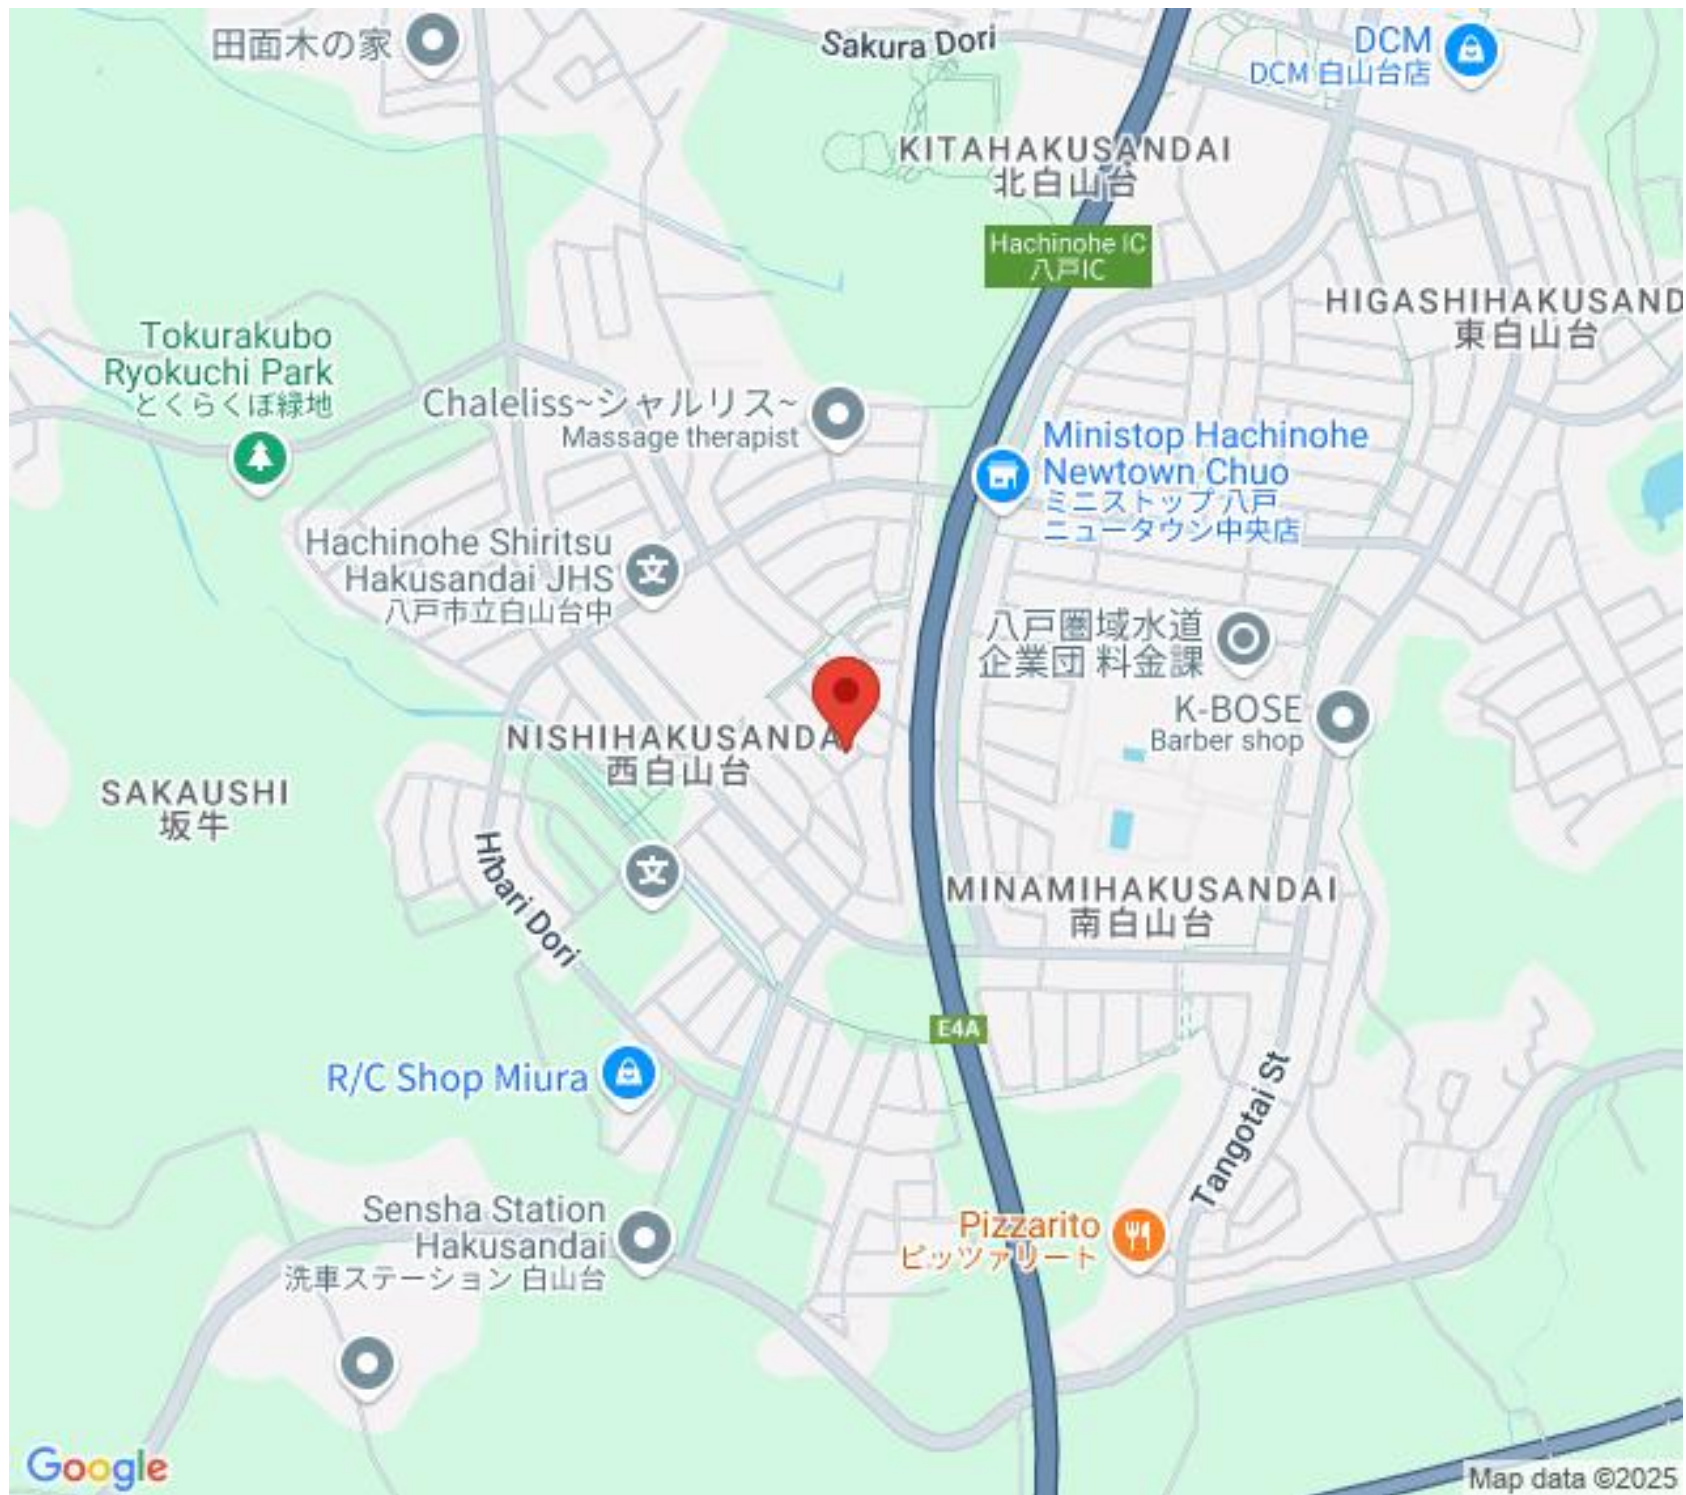 田面木の家
Sakura Dori
DCM
DCM 白山台店
KITAHAKUSANDAI
北白山台
Hachinohe IC
八戸IC
HIGASHIHAKUSAND
東白山台
Tokurakubo
Ryokuchi Park
とくらくぼ緑地
Chaleliss~シャルリス~
Massage therapist
Ministop Hachinohe
Newtown Chuo
ミニストップ 八戸
ニュータウン中央店
Hachinohe Shiritsu
Hakusandai JHS
八戸市立白山台中
文
八戸圏域水道
企業団 料金課
K-BOSE
Barber shop
NISHIHAKUSANDA
西白山台
SAKAUSHI
坂牛
Hibari Dori
文
MINAMIHAKUSANDAI
南白山台
E4A
R/C Shop Miura
Tangotai St
Sensha Station
Hakusandai
洗車ステーション 白山台
Pizzarito
ピッツァリート
Google
Map data ©2025